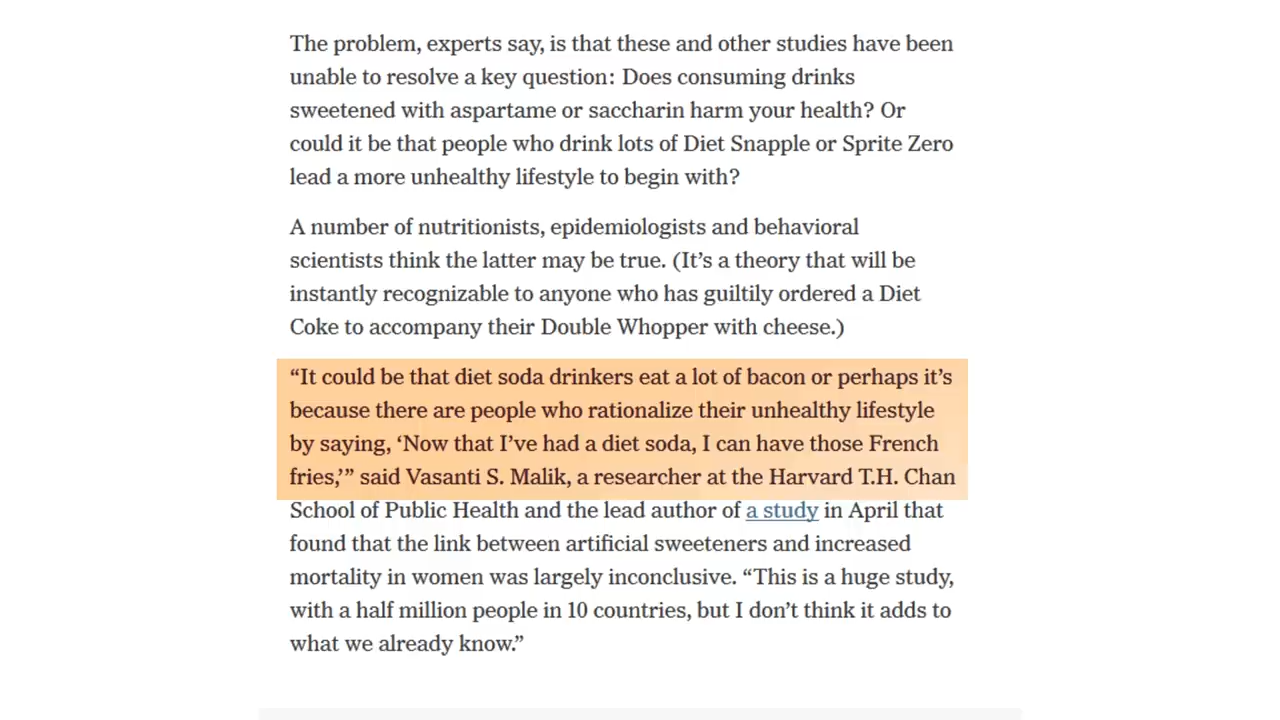 The problem, experts say, is that these and other studies have been
unable to resolve a key question: Does consuming drinks
sweetened with aspartame or saccharin harm your health? Or
could it be that people who drink lots of Diet Snapple or Sprite Zero
lead a more unhealthy lifestyle to begin with?
A number of nutritionists, epidemiologists and behavioral
scientists think the latter may be true. (It’s a theory that will be
instantly recognizable to anyone who has guiltily ordered a Diet
Coke to accompany their Double Whopper with cheese.)
“It could be that diet soda drinkers eat a lot of bacon or perhaps it’s
because there are people who rationalize their unhealthy lifestyle
by saying, ‘Now that I’ve had a diet soda, I can have those French
fries,’” said Vasanti S. Malik, a researcher at the Harvard T.H. Chan
School of Public Health and the lead author of a study in April that
found that the link between artificial sweeteners and increased
mortality in women was largely inconclusive. “This is a huge study,
with a half million people in 10 countries, but I don’t think it adds to
what we already know.”